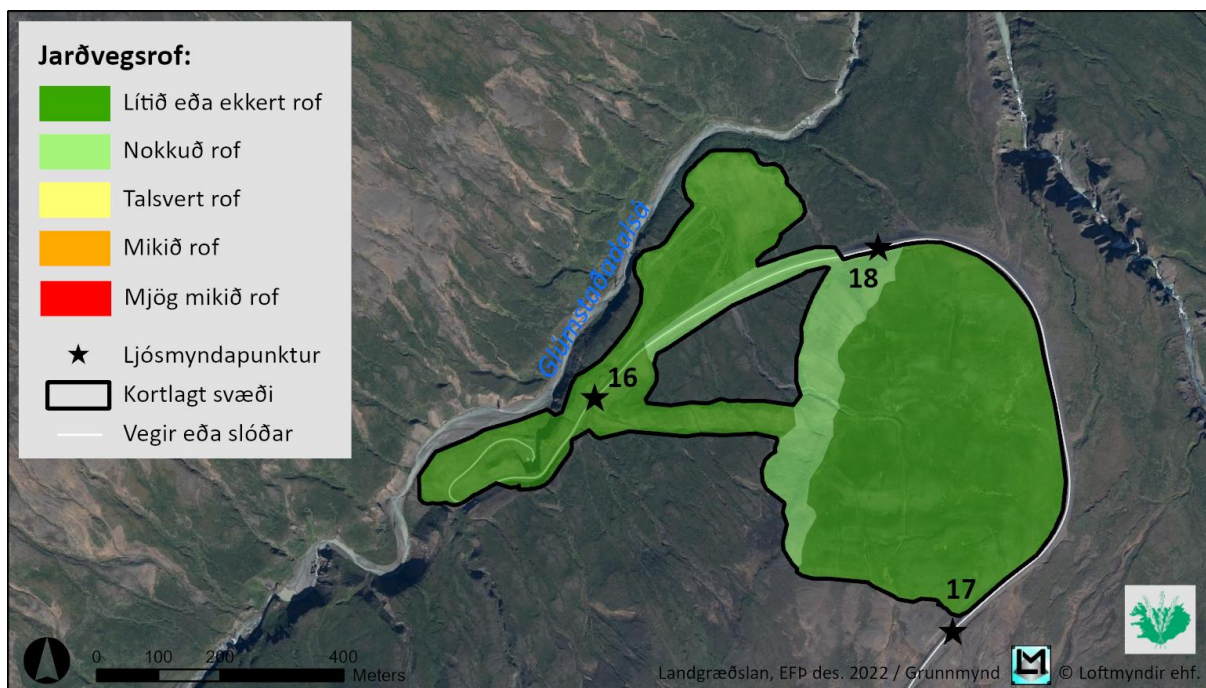 Jarðvegsrof:
Lítið eða ekkert rof
Nokkuð rof
Talsvert rof
Mikið rof
Mjög mikið rof
Ljósmyndapunktur
Kortlagt svæði
Vegir eða slóðar
Glúmstaðadalsá
18
16
17
0 100 200 400
Meters
Landgræðslan, EFÞ des. 2022 / Grunnmynd LM © Loftmyndir ehf.